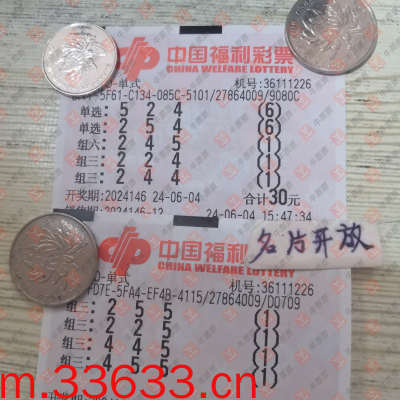 中国福利彩票
CHINA WELFARE LOTTERY
-单式 机号:36111226
5F61-C134-085C-5101/27864009/9080C
单选: 5 2 4 (6)
单选: 2 5 4 (6)
组六: 2 4 5 (1)
组三: 2 2 4 (1)
组三: 2 4 4 (1)
开奖期:2024146 24-06-04 合计30元
2024146-12 24-06-04 15:47:34
中国福利
CHINA WELFARE LOTTERY
名片开放
-单式 机号:36111226
FD7E-5FA4-EF4B-4115/27864009/D0709
组三: 2 2 5 (1)
组三: 2 5 5 (1)
组三: 4 4 5 (1)
组三: 4 5 5 (1)
m.33633.cn